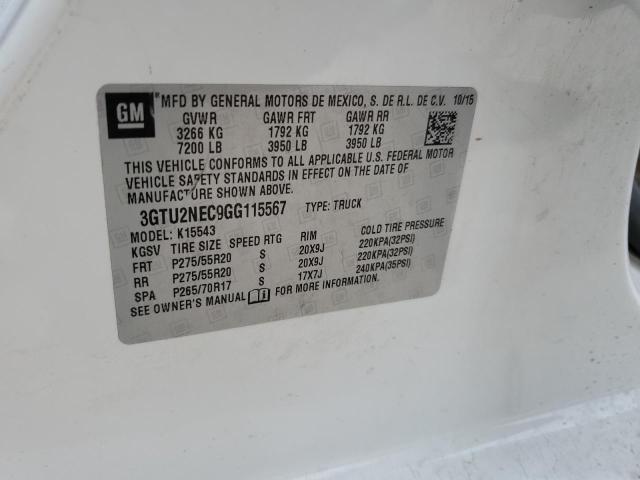 GM
MFD BY GENERAL MOTORS DE MEXICO, S. DE R.L. DE C.V. 10/15
GVWR GAWR FRT GAWR RR
3266 KG 1792 KG 1792 KG
7200 LB 3950 LB 3950 LB
THIS VEHICLE CONFORMS TO ALL APPLICABLE U.S. FEDERAL MOTOR
VEHICLE SAFETY STANDARDS IN EFFECT ON THE DATE OF
MANUFACTURE SHOWN ABOVE.
3GTU2NEC9GG115567 TYPE: TRUCK
MODEL: K15543
KGSV TIRE SIZE SPEED RTG RIM COLD TIRE PRESSURE
FRT P275/55R20 S 20X9J 220KPA(32PSI)
RR P275/55R20 S 20X9J 220KPA(32PSI)
SPA P265/70R17 S 17X7J 240KPA(35PSI)
SEE OWNER'S MANUAL FOR MORE INFORMATION